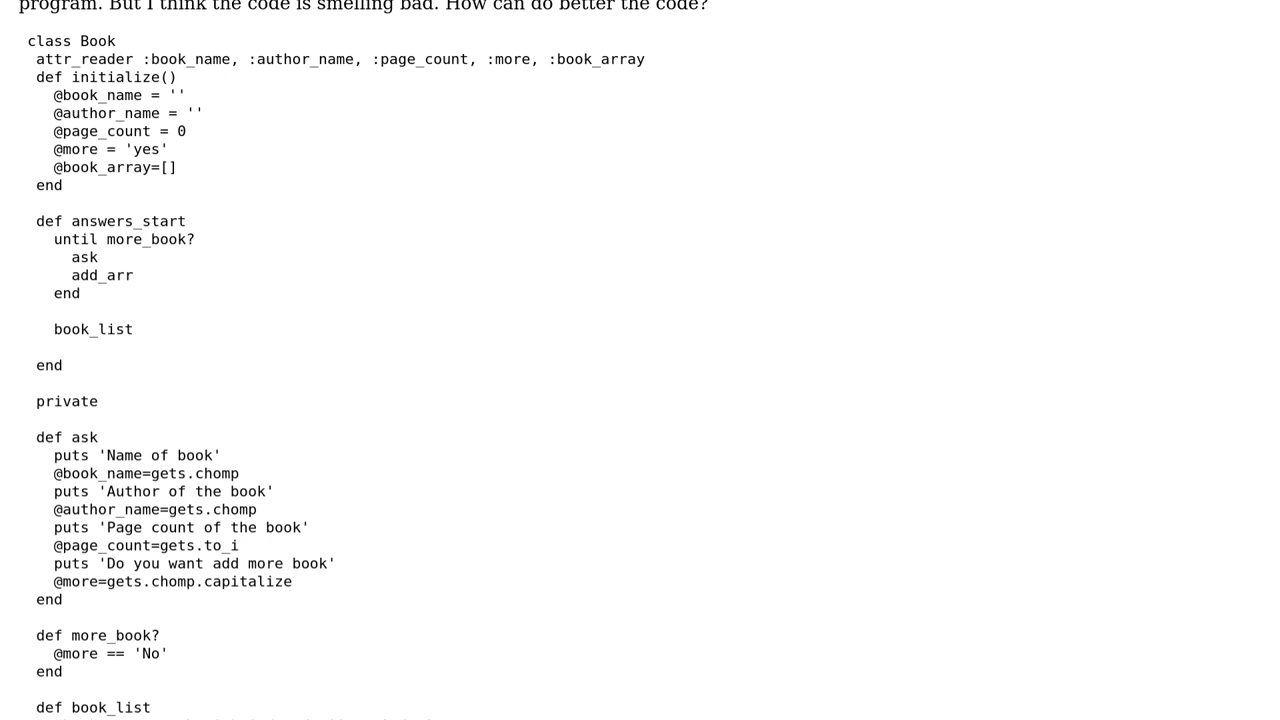 program. But I think the code is smelling bad. How can do better the code?
class Book
attr_reader :book_name, :author_name, :page_count, :more, :book_array
def initialize()
@book_name = ''
@author_name = ''
@page_count = 0
@more = 'yes'
@book_array=[]
end
def answers_start
until more_book?
ask
add_arr
end
book_list
end
private
def ask
puts 'Name of book'
@book_name=gets.chomp
puts 'Author of the book'
@author_name=gets.chomp
puts 'Page count of the book'
@page_count=gets.to_i
puts 'Do you want add more book'
@more=gets.chomp.capitalize
end
def more_book?
@more == 'No'
end
def book_list